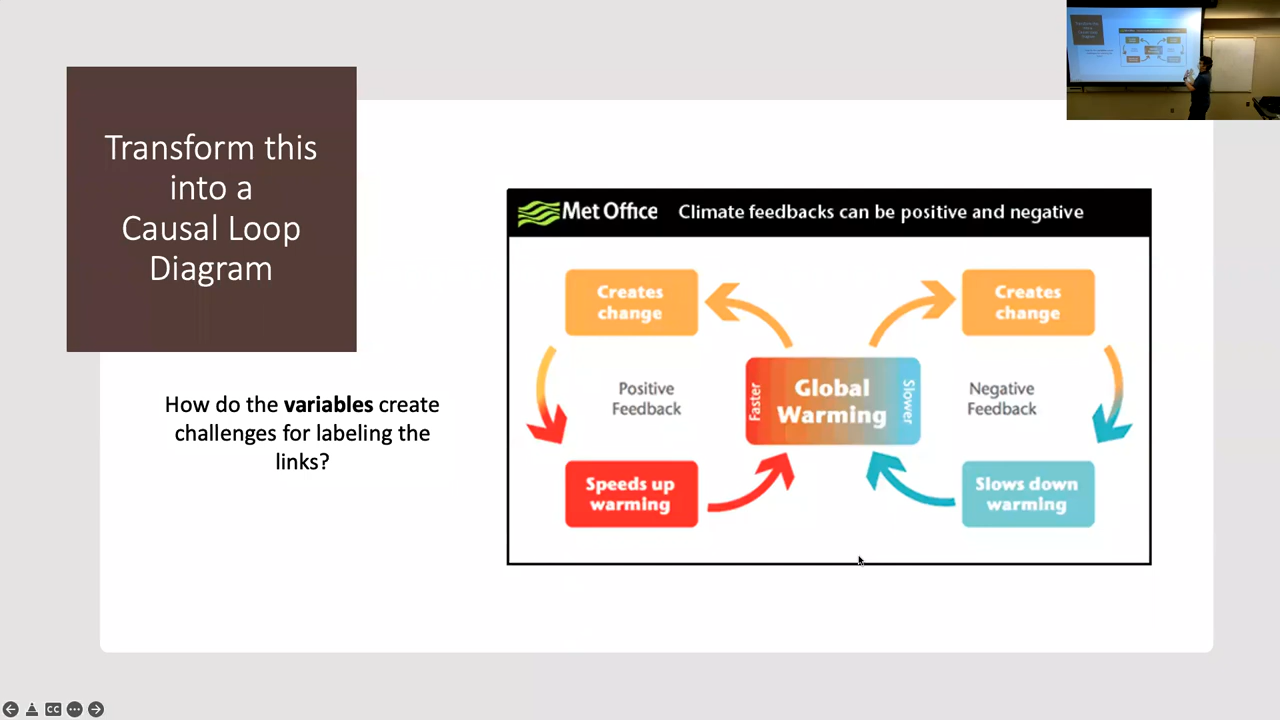 Transform this
into a
Causal Loop
Diagram
How do the variables create
challenges for labeling the
links?
Met Office Climate feedbacks can be positive and negative
Creates
change
Creates
change
Positive
Feedback
Faster
Global
Warming
Slower
Negative
Feedback
Speeds up
warming
Slows down
warming
CC